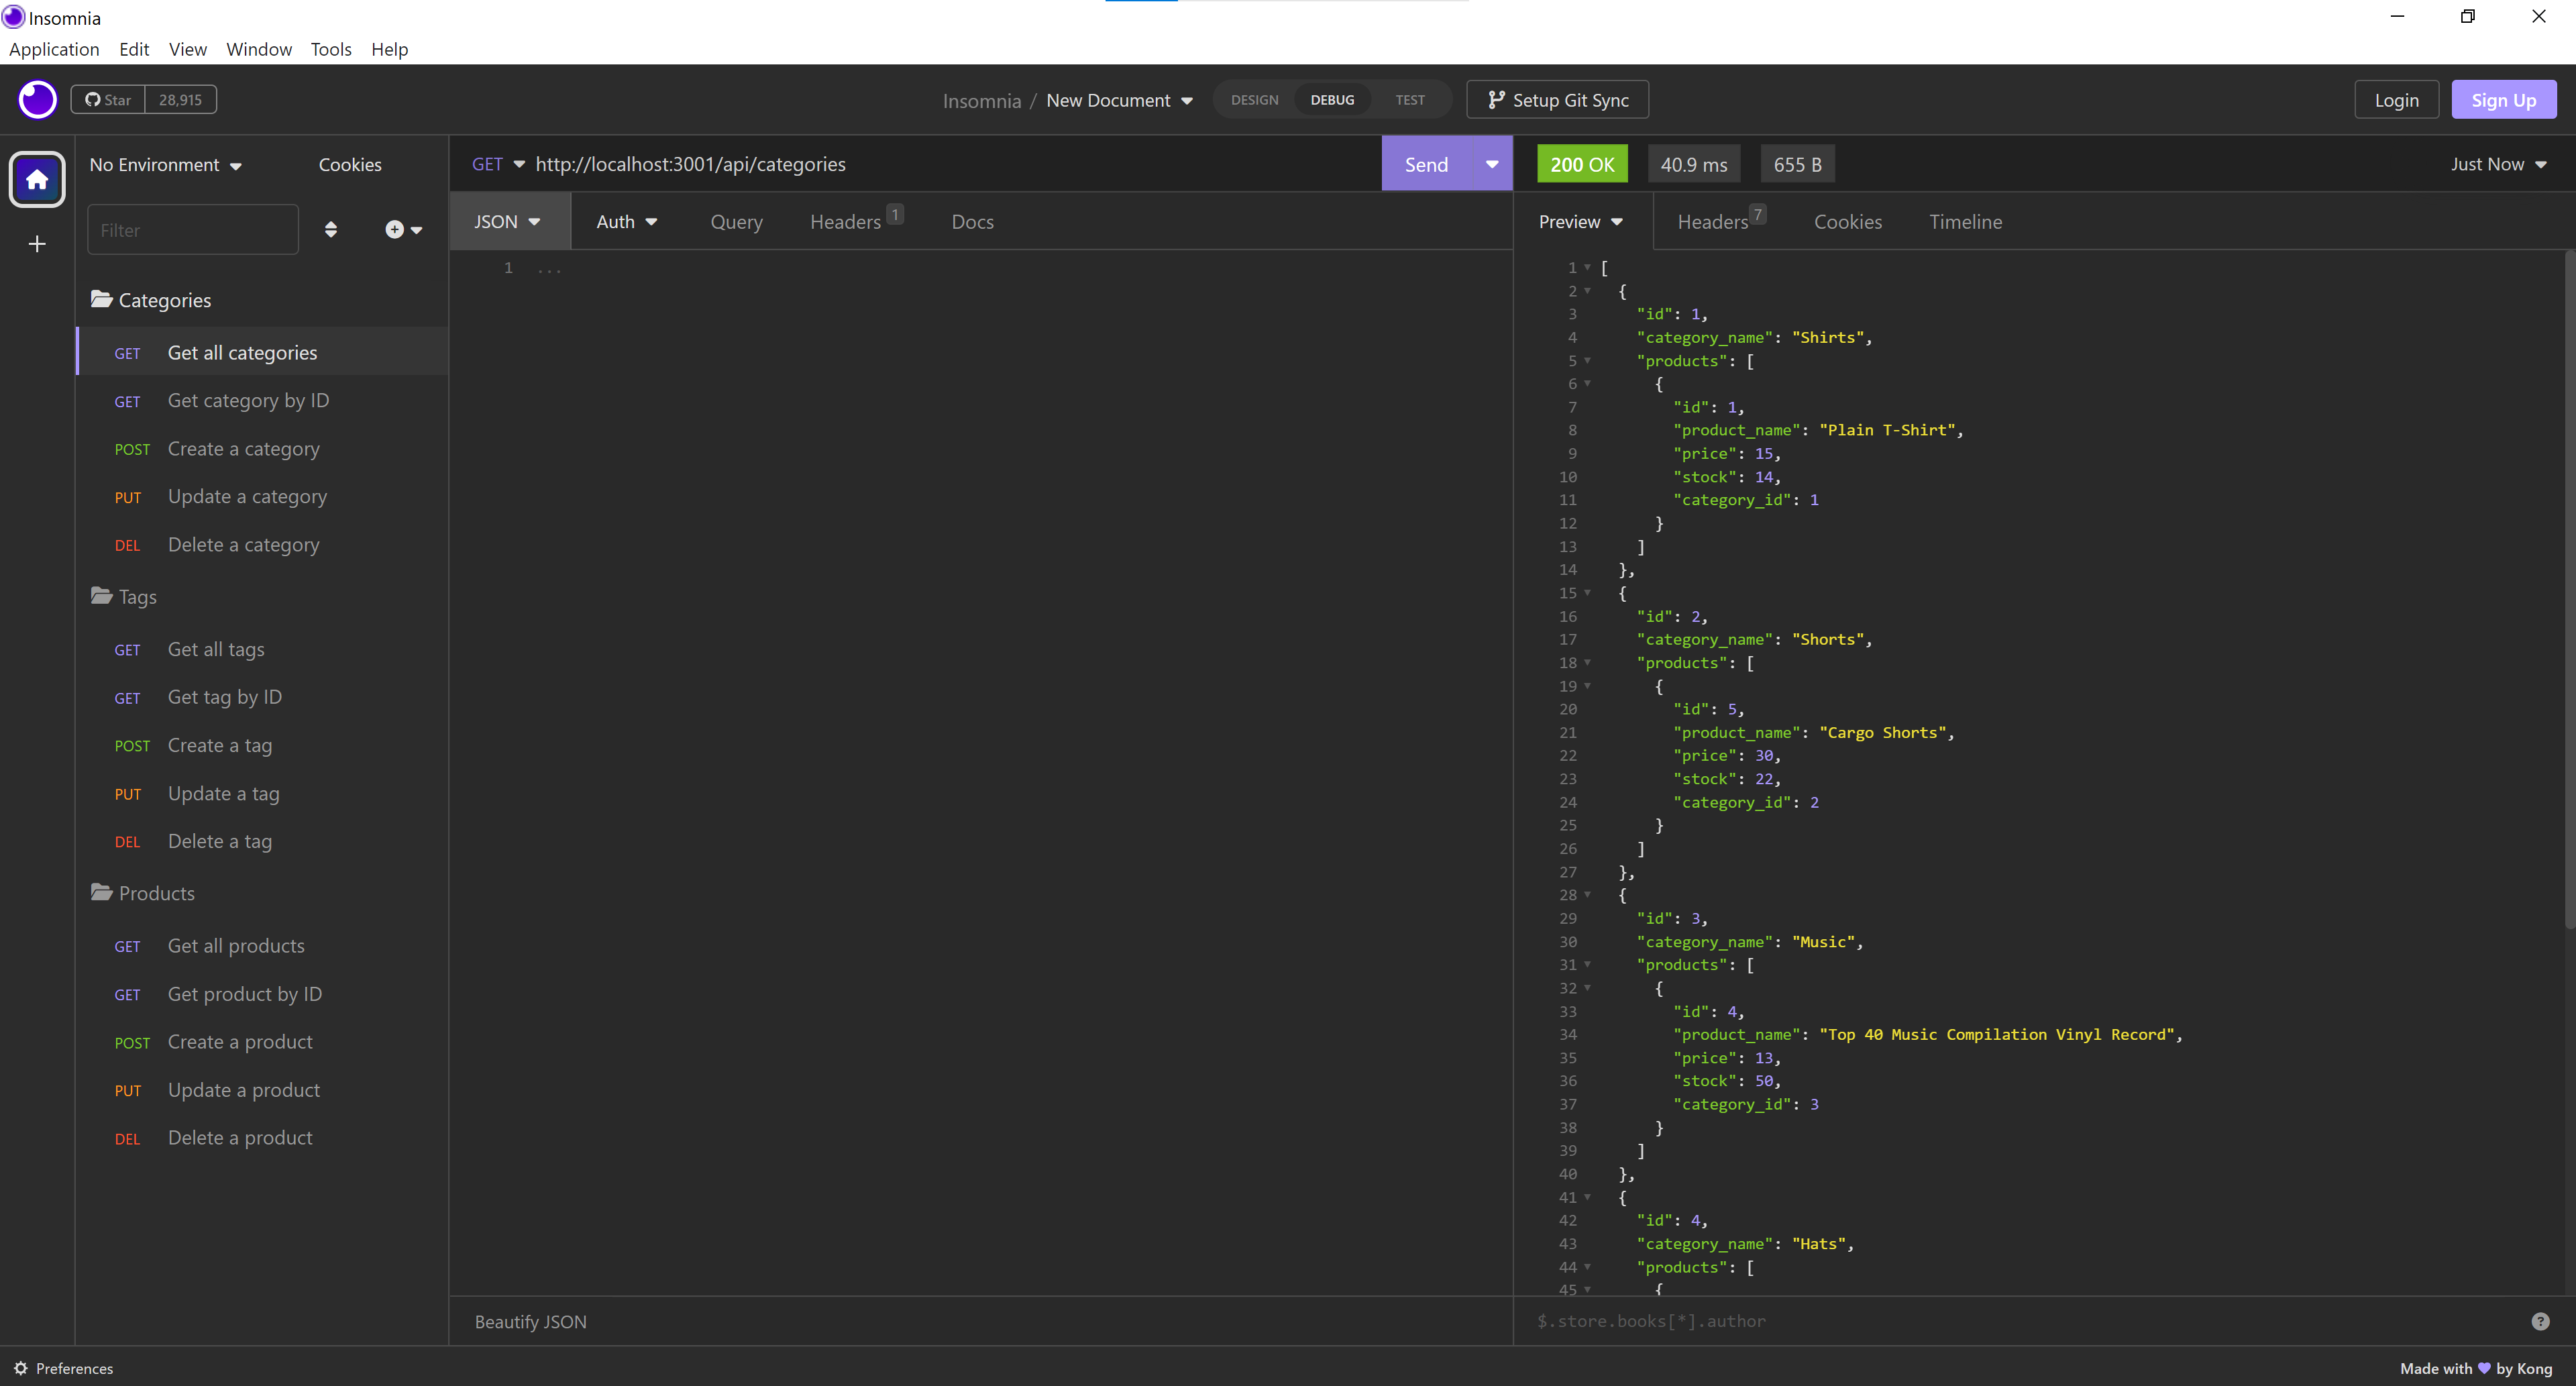 Insomnia
Application Edit View Window Tools Help
Star 28,915
Insomnia / New Document DESIGN DEBUG TEST Setup Git Sync
Login Sign Up
No Environment Cookies
Filter
Categories
GET Get all categories
GET Get category by ID
POST Create a category
PUT Update a category
DEL Delete a category
Tags
GET Get all tags
GET Get tag by ID
POST Create a tag
PUT Update a tag
DEL Delete a tag
Products
GET Get all products
GET Get product by ID
POST Create a product
PUT Update a product
DEL Delete a product
GET http://localhost:3001/api/categories Send
JSON Auth Query Headers 1 Docs
1 ...
Beautify JSON
200 OK 40.9 ms 655 B Just Now
Preview Headers 7 Cookies Timeline
1 [
2 {
3 "id": 1,
4 "category_name": "Shirts",
5 "products": [
6 {
7 "id": 1,
8 "product_name": "Plain T-Shirt",
9 "price": 15,
10 "stock": 14,
11 "category_id": 1
12 }
13 ]
14 },
15 {
16 "id": 2,
17 "category_name": "Shorts",
18 "products": [
19 {
20 "id": 5,
21 "product_name": "Cargo Shorts",
22 "price": 30,
23 "stock": 22,
24 "category_id": 2
25 }
26 ]
27 },
28 {
29 "id": 3,
30 "category_name": "Music",
31 "products": [
32 {
33 "id": 4,
34 "product_name": "Top 40 Music Compilation Vinyl Record",
35 "price": 13,
36 "stock": 50,
37 "category_id": 3
38 }
39 ]
40 },
41 {
42 "id": 4,
43 "category_name": "Hats",
44 "products": [
45 {
$.store.books[*].author ?
Preferences
Made with 💜 by Kong